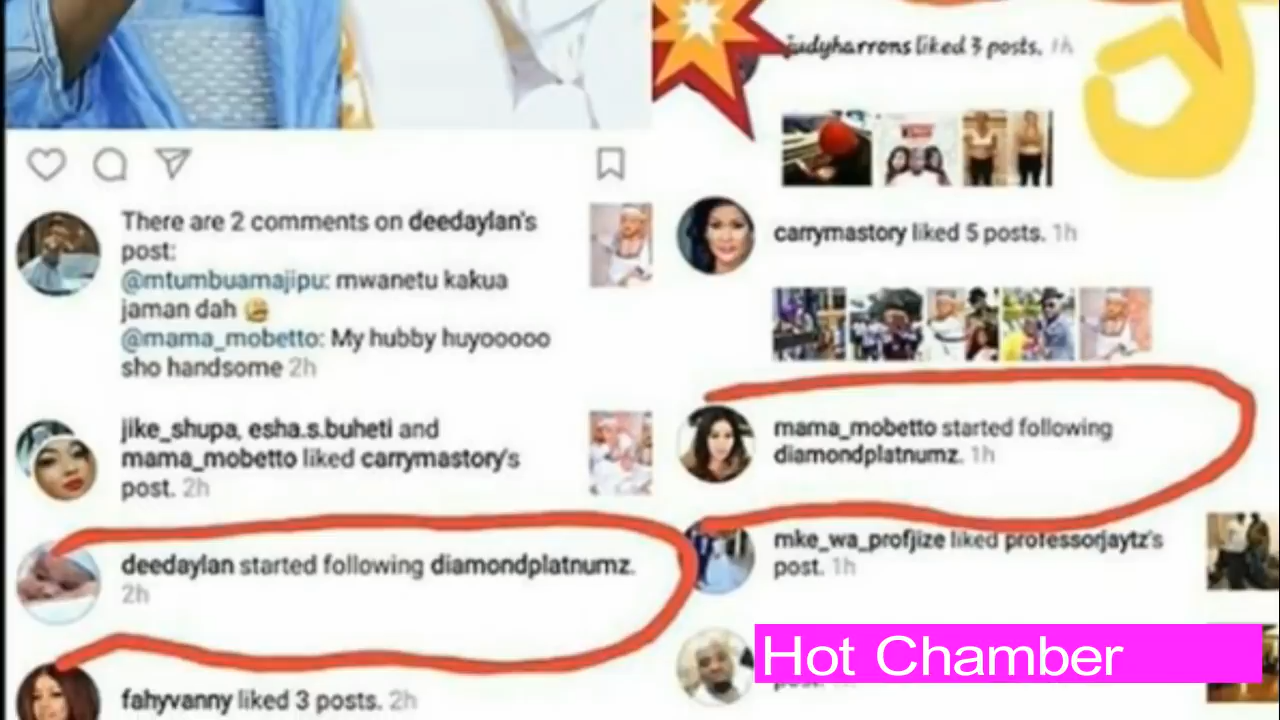 There are 2 comments on deedaylan's
post:
@mtumbuamajipu: mwanetu kakua
jaman dah
@mama_mobetto: My hubby huyooooo
sho handsome 2h
jike_shupa, esha.s.buheti and
mama_mobetto liked carrymastory's
post. 2h
deedaylan started following diamondplatnumz.
2h
fahyvanny liked 3 posts. 2h
judyharrons liked 3 posts. 1h
carrymastory liked 5 posts. 1h
mama_mobetto started following
diamondplatnumz. 1h
mke_wa_profjize liked professorjaytz's
post. 1h
Hot Chamber